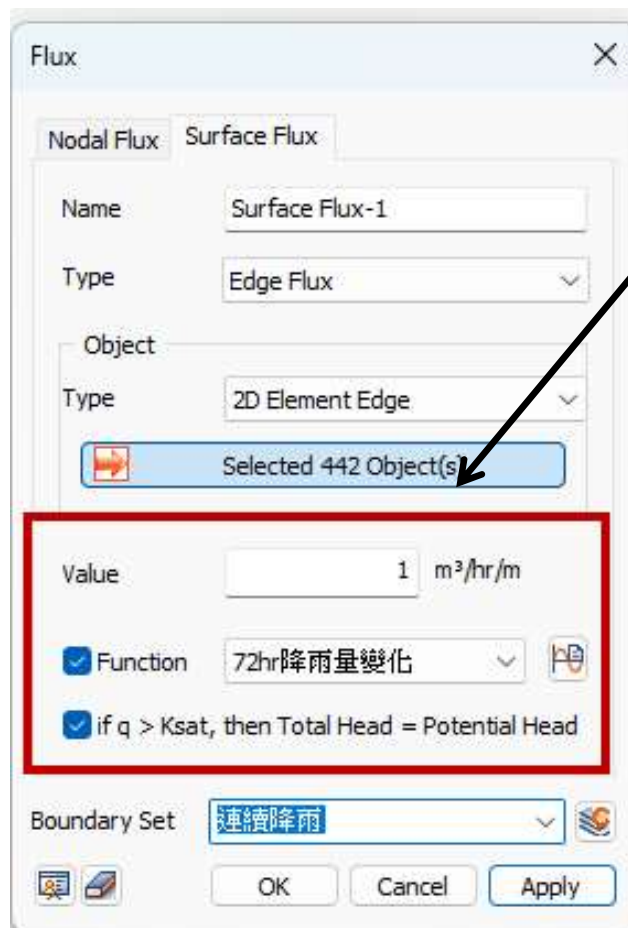 Flux
Nodal Flux Surface Flux
Name Surface Flux-1
Type Edge Flux
Object
Type 2D Element Edge
Selected 442 Object(s)
Value 1 m³/hr/m
Function 72hr降雨量變化
if q > Ksat, then Total Head = Potential Head
Boundary Set 連續降雨
OK Cancel Apply